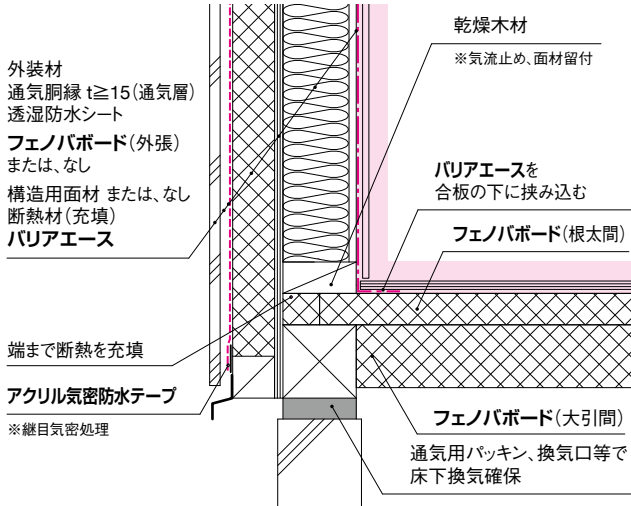 外装材
通気胴縁 t≧15(通気層)
透湿防水シート
フェノバボード(外張)
または、なし
構造用面材 または、なし
断熱材(充填)
バリアエース
端まで断熱を充填
アクリル気密防水テープ
※継目気密処理
乾燥木材
※気流止め、面材留付
バリアエースを
合板の下に挟み込む
フェノバボード(根太間)
フェノバボード(大引間)
通気用パッキン、換気口等で
床下換気確保